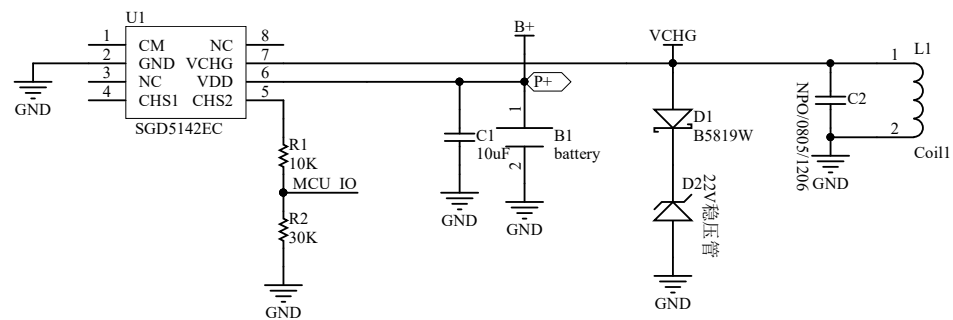 U1
1 CM NC 8
2 GND VCHG 7
3 NC VDD 6
4 CHS1 CHS2 5
SGD5142EC
GND
R1
10K
MCU_IO
R2
30K
GND
B+
P+
C1
10uF
GND
1
B1
battery
2
GND
VCHG
D1
B5819W
D2
22V稳压管
GND
C2
NPO/0805/1206
GND
1
L1
2
Coil1